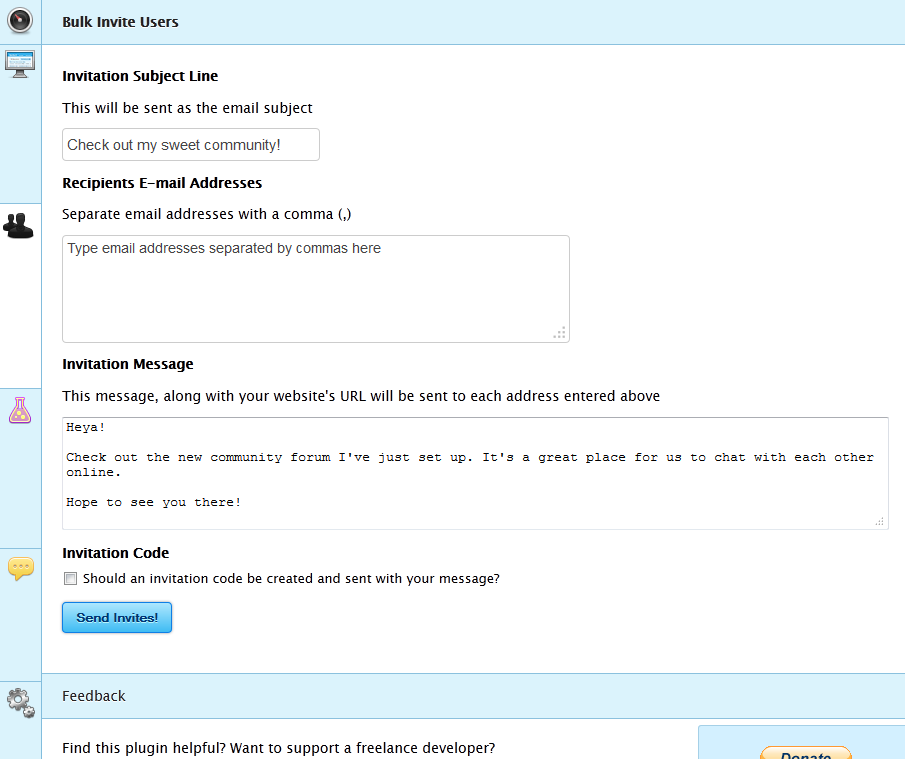 Bulk Invite Users
Invitation Subject Line
This will be sent as the email subject
Check out my sweet community!
Recipients E-mail Addresses
Separate email addresses with a comma (,)
Type email addresses separated by commas here
Invitation Message
This message, along with your website's URL will be sent to each address entered above
Heya!
Check out the new community forum I've just set up. It's a great place for us to chat with each other
online.
Hope to see you there!
Invitation Code
Should an invitation code be created and sent with your message?
Send Invites!
Feedback
Find this plugin helpful? Want to support a freelance developer?
Donate